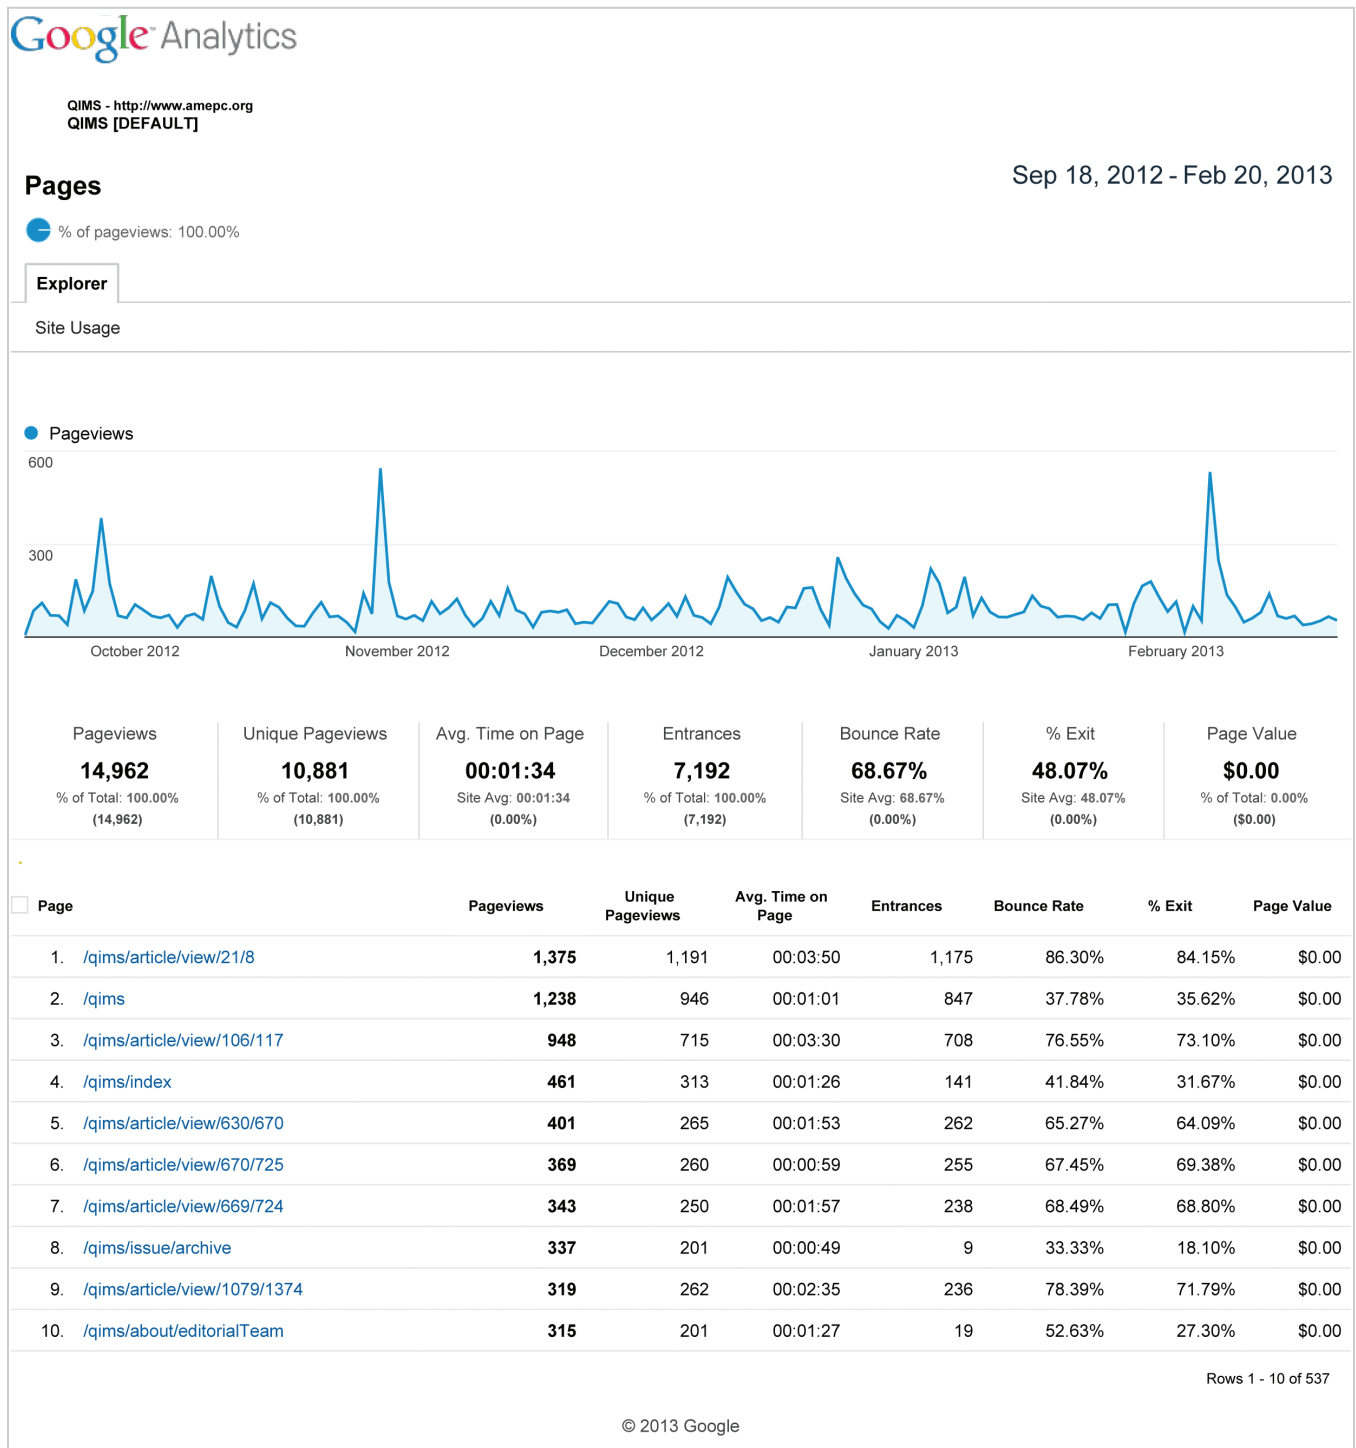 Google™ Analytics
QIMS - http://www.amepc.org
QIMS [DEFAULT]
Pages
Sep 18, 2012 - Feb 20, 2013
% of pageviews: 100.00%
Explorer
Site Usage
Pageviews
600
300
October 2012 November 2012 December 2012 January 2013 February 2013
Pageviews Unique Pageviews Avg. Time on Page Entrances Bounce Rate % Exit Page Value
14,962 10,881 00:01:34 7,192 68.67% 48.07% $0.00
% of Total: 100.00% % of Total: 100.00% Site Avg: 00:01:34 % of Total: 100.00% Site Avg: 68.67% Site Avg: 48.07% % of Total: 0.00%
(14,962) (10,881) (0.00%) (7,192) (0.00%) (0.00%) ($0.00)
Page Pageviews Unique Pageviews Avg. Time on Page Entrances Bounce Rate % Exit Page Value
1. /qims/article/view/21/8 1,375 1,191 00:03:50 1,175 86.30% 84.15% $0.00
2. /qims 1,238 946 00:01:01 847 37.78% 35.62% $0.00
3. /qims/article/view/106/117 948 715 00:03:30 708 76.55% 73.10% $0.00
4. /qims/index 461 313 00:01:26 141 41.84% 31.67% $0.00
5. /qims/article/view/630/670 401 265 00:01:53 262 65.27% 64.09% $0.00
6. /qims/article/view/670/725 369 260 00:00:59 255 67.45% 69.38% $0.00
7. /qims/article/view/669/724 343 250 00:01:57 238 68.49% 68.80% $0.00
8. /qims/issue/archive 337 201 00:00:49 9 33.33% 18.10% $0.00
9. /qims/article/view/1079/1374 319 262 00:02:35 236 78.39% 71.79% $0.00
10. /qims/about/editorialTeam 315 201 00:01:27 19 52.63% 27.30% $0.00
Rows 1 - 10 of 537
© 2013 Google